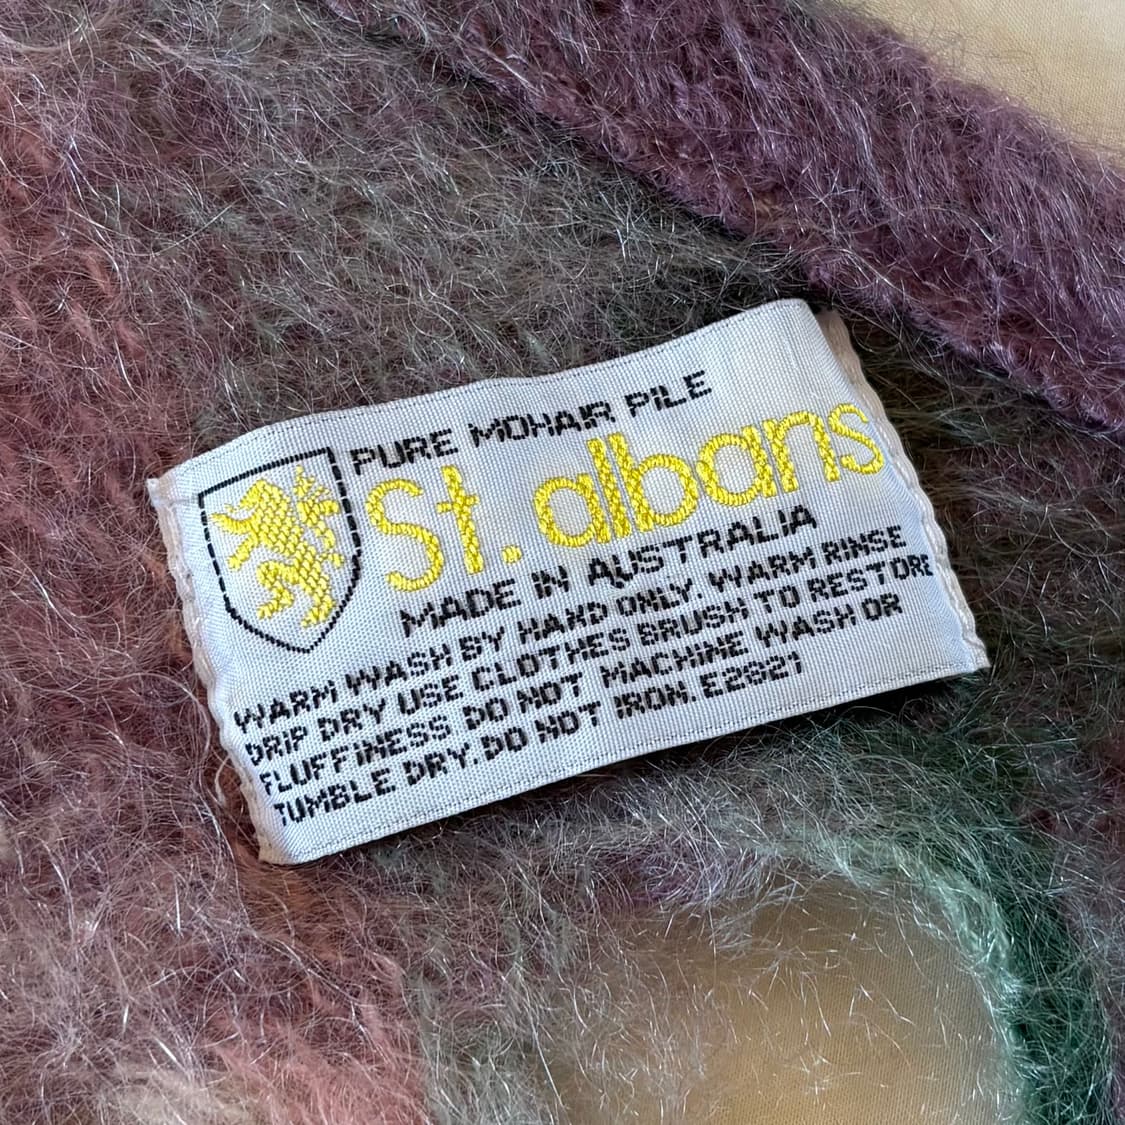 PURE MOHAIR PILE
St. albans
MADE IN AUSTRALIA
WARM WASH BY HAND ONLY. WARM RINSE
DRIP DRY USE CLOTHES BRUSH TO RESTORE
FLUFFINESS DO NOT MACHINE WASH OR
TUMBLE DRY. DO NOT IRON. E2621